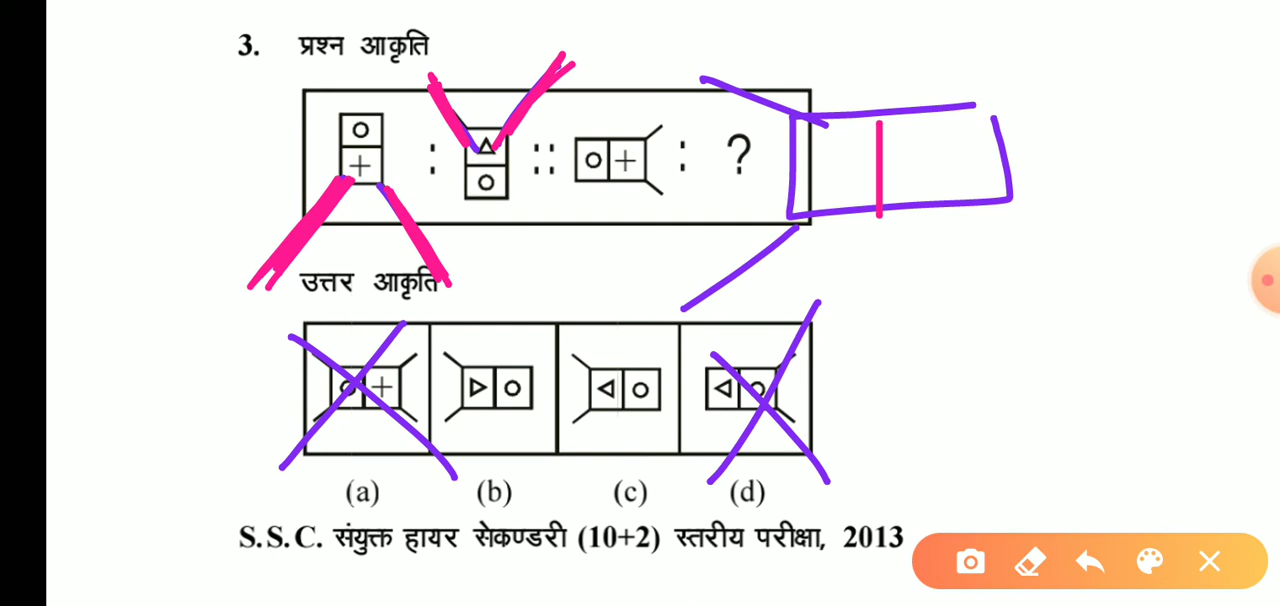 3. प्रश्न आकृति
: :: : ?
उत्तर आकृति
(a) (b) (c) (d)
S.S.C. संयुक्त हायर सेकण्डरी (10+2) स्तरीय परीक्षा, 2013